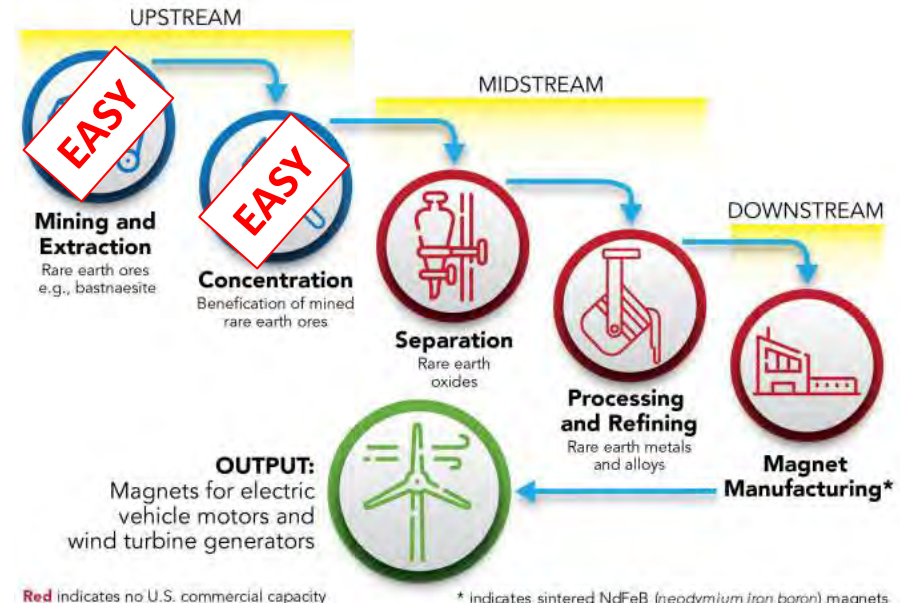 UPSTREAM
EASY
Mining and
Extraction
Rare earth ores
e.g., bastnaesite
EASY
Concentration
Benefication of mined
rare earth ores
MIDSTREAM
Separation
Rare earth
oxides
Processing
and Refining
Rare earth metals
and alloys
DOWNSTREAM
Magnet
Manufacturing*
OUTPUT:
Magnets for electric
vehicle motors and
wind turbine generators
Red indicates no U.S. commercial capacity
* indicates sintered NdFeB (neodymium iron boron) magnets